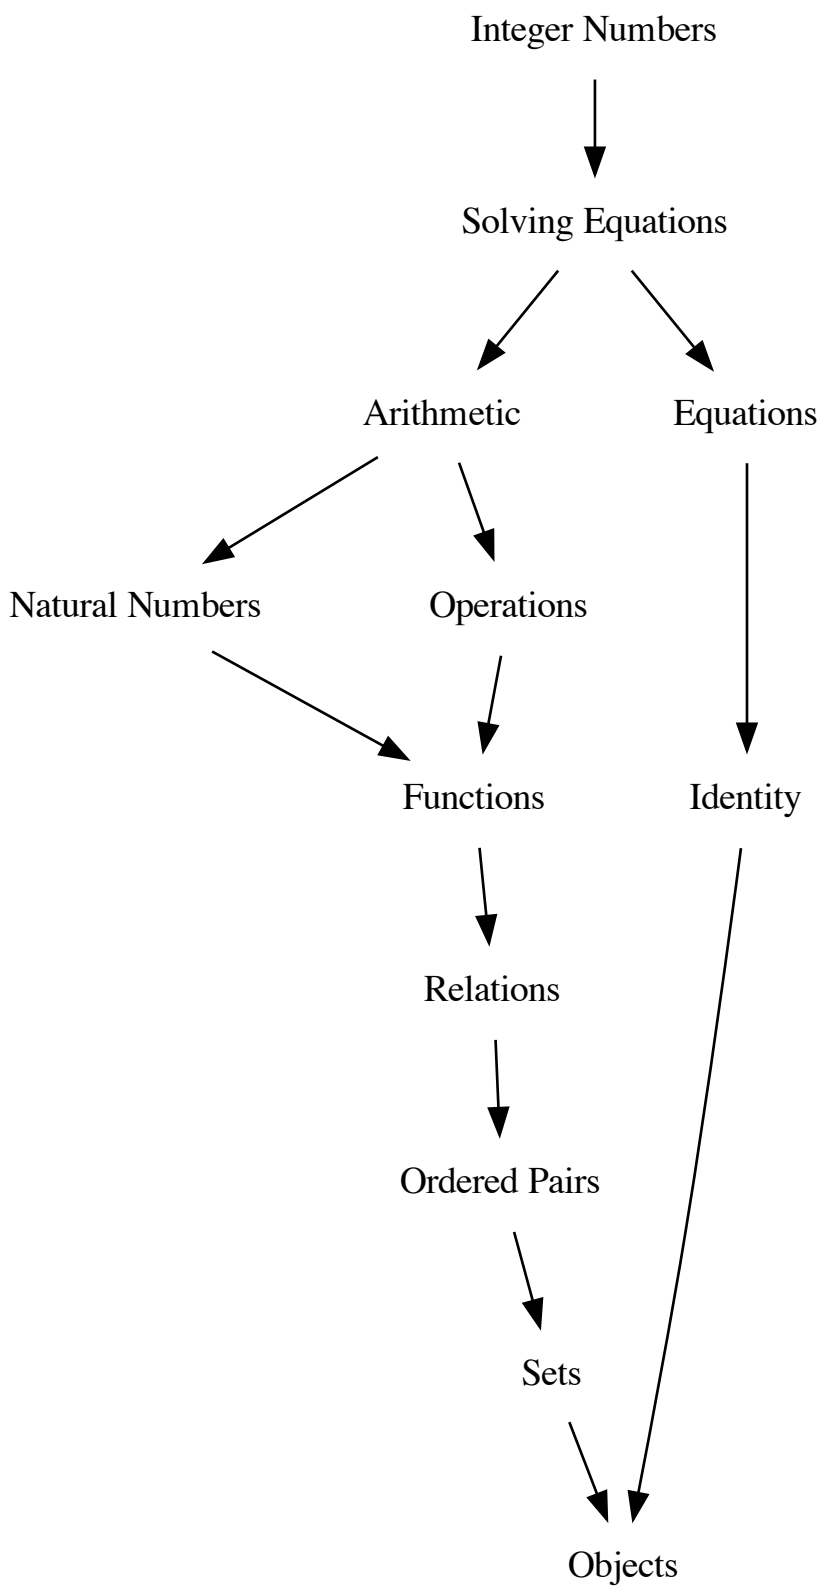 Integer Numbers
Solving Equations
Arithmetic
Equations
Natural Numbers
Operations
Functions
Identity
Relations
Ordered Pairs
Sets
Objects